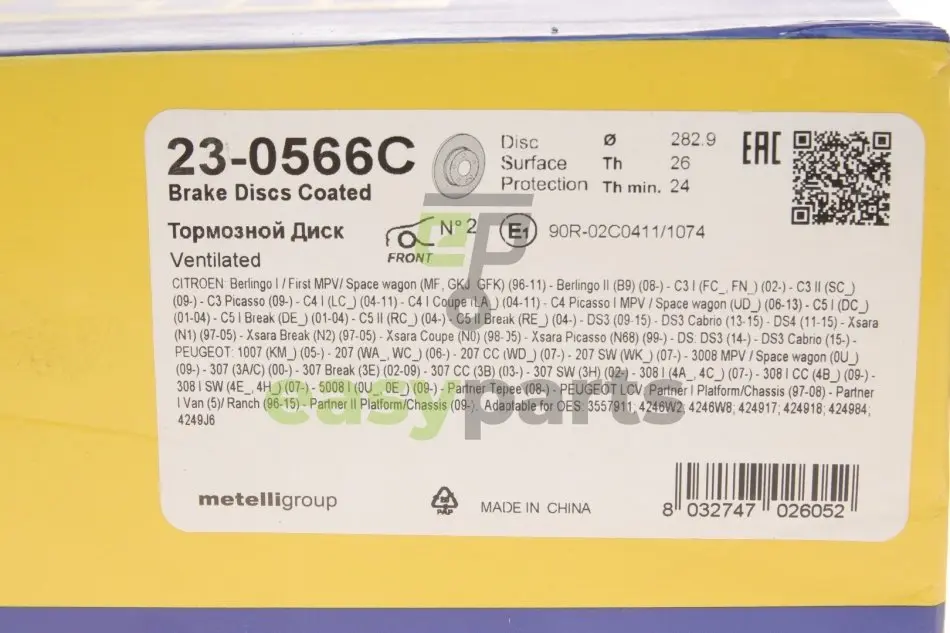 23-0566C
Brake Discs Coated
Disc Ø 282.9
Surface Th 26
Protection Th min. 24
EAC
Тормозной Диск
Ventilated
FRONT
N° 2
E1
90R-02C0411/1074
CITROEN: Berlingo I / First MPV/ Space wagon (MF, GKJ, GFK) (96-11) - Berlingo II (B9) (08-) - C3 I (FC_, FN_) (02-) - C3 II (SC_)
(09-) - C3 Picasso (09-) - C4 I (LC_) (04-11) - C4 I Coupe (LA_) (04-11) - C4 Picasso I MPV / Space wagon (UD_) (06-13) - C5 I (DC_)
(01-04) - C5 I Break (DE_) (01-04) - C5 II (RC_) (04-) - C5 II Break (RE_) (04-) - DS3 (09-15) - DS3 Cabrio (13-15) - DS4 (11-15) - Xsara
(N1) (97-05) - Xsara Break (N2) (97-05) - Xsara Coupe (N0) (98-05) - Xsara Picasso (N68) (99-) - DS: DS3 (14-) - DS3 Cabrio (15-) -
PEUGEOT: 1007 (KM_) (05-) - 207 (WA_, WC_) (06-) - 207 CC (WD_) (07-) - 207 SW (WK_) (07-) - 3008 MPV / Space wagon (0U_)
(09-) - 307 (3A/C) (00-) - 307 Break (3E) (02-09) - 307 CC (3B) (03-) - 307 SW (3H) (02-) - 308 I (4A_, 4C_) (07-) - 308 I CC (4B_) (09-) -
308 I SW (4E_, 4H_) (07-) - 5008 I (0U_, 0E_) (09-) - Partner Tepee (08-) - PEUGEOT CV: Partner I Platform/Chassis (97-08) - Partner
I Van (5)/ Ranch (96-15) - Partner II Platform/Chassis (09-). Adaptable for OES: 3557911; 4246W2; 4246W8; 424917; 424918; 424984;
4249J6
easyparts
metelligroup
PAP
MADE IN CHINA
8 032747 026052